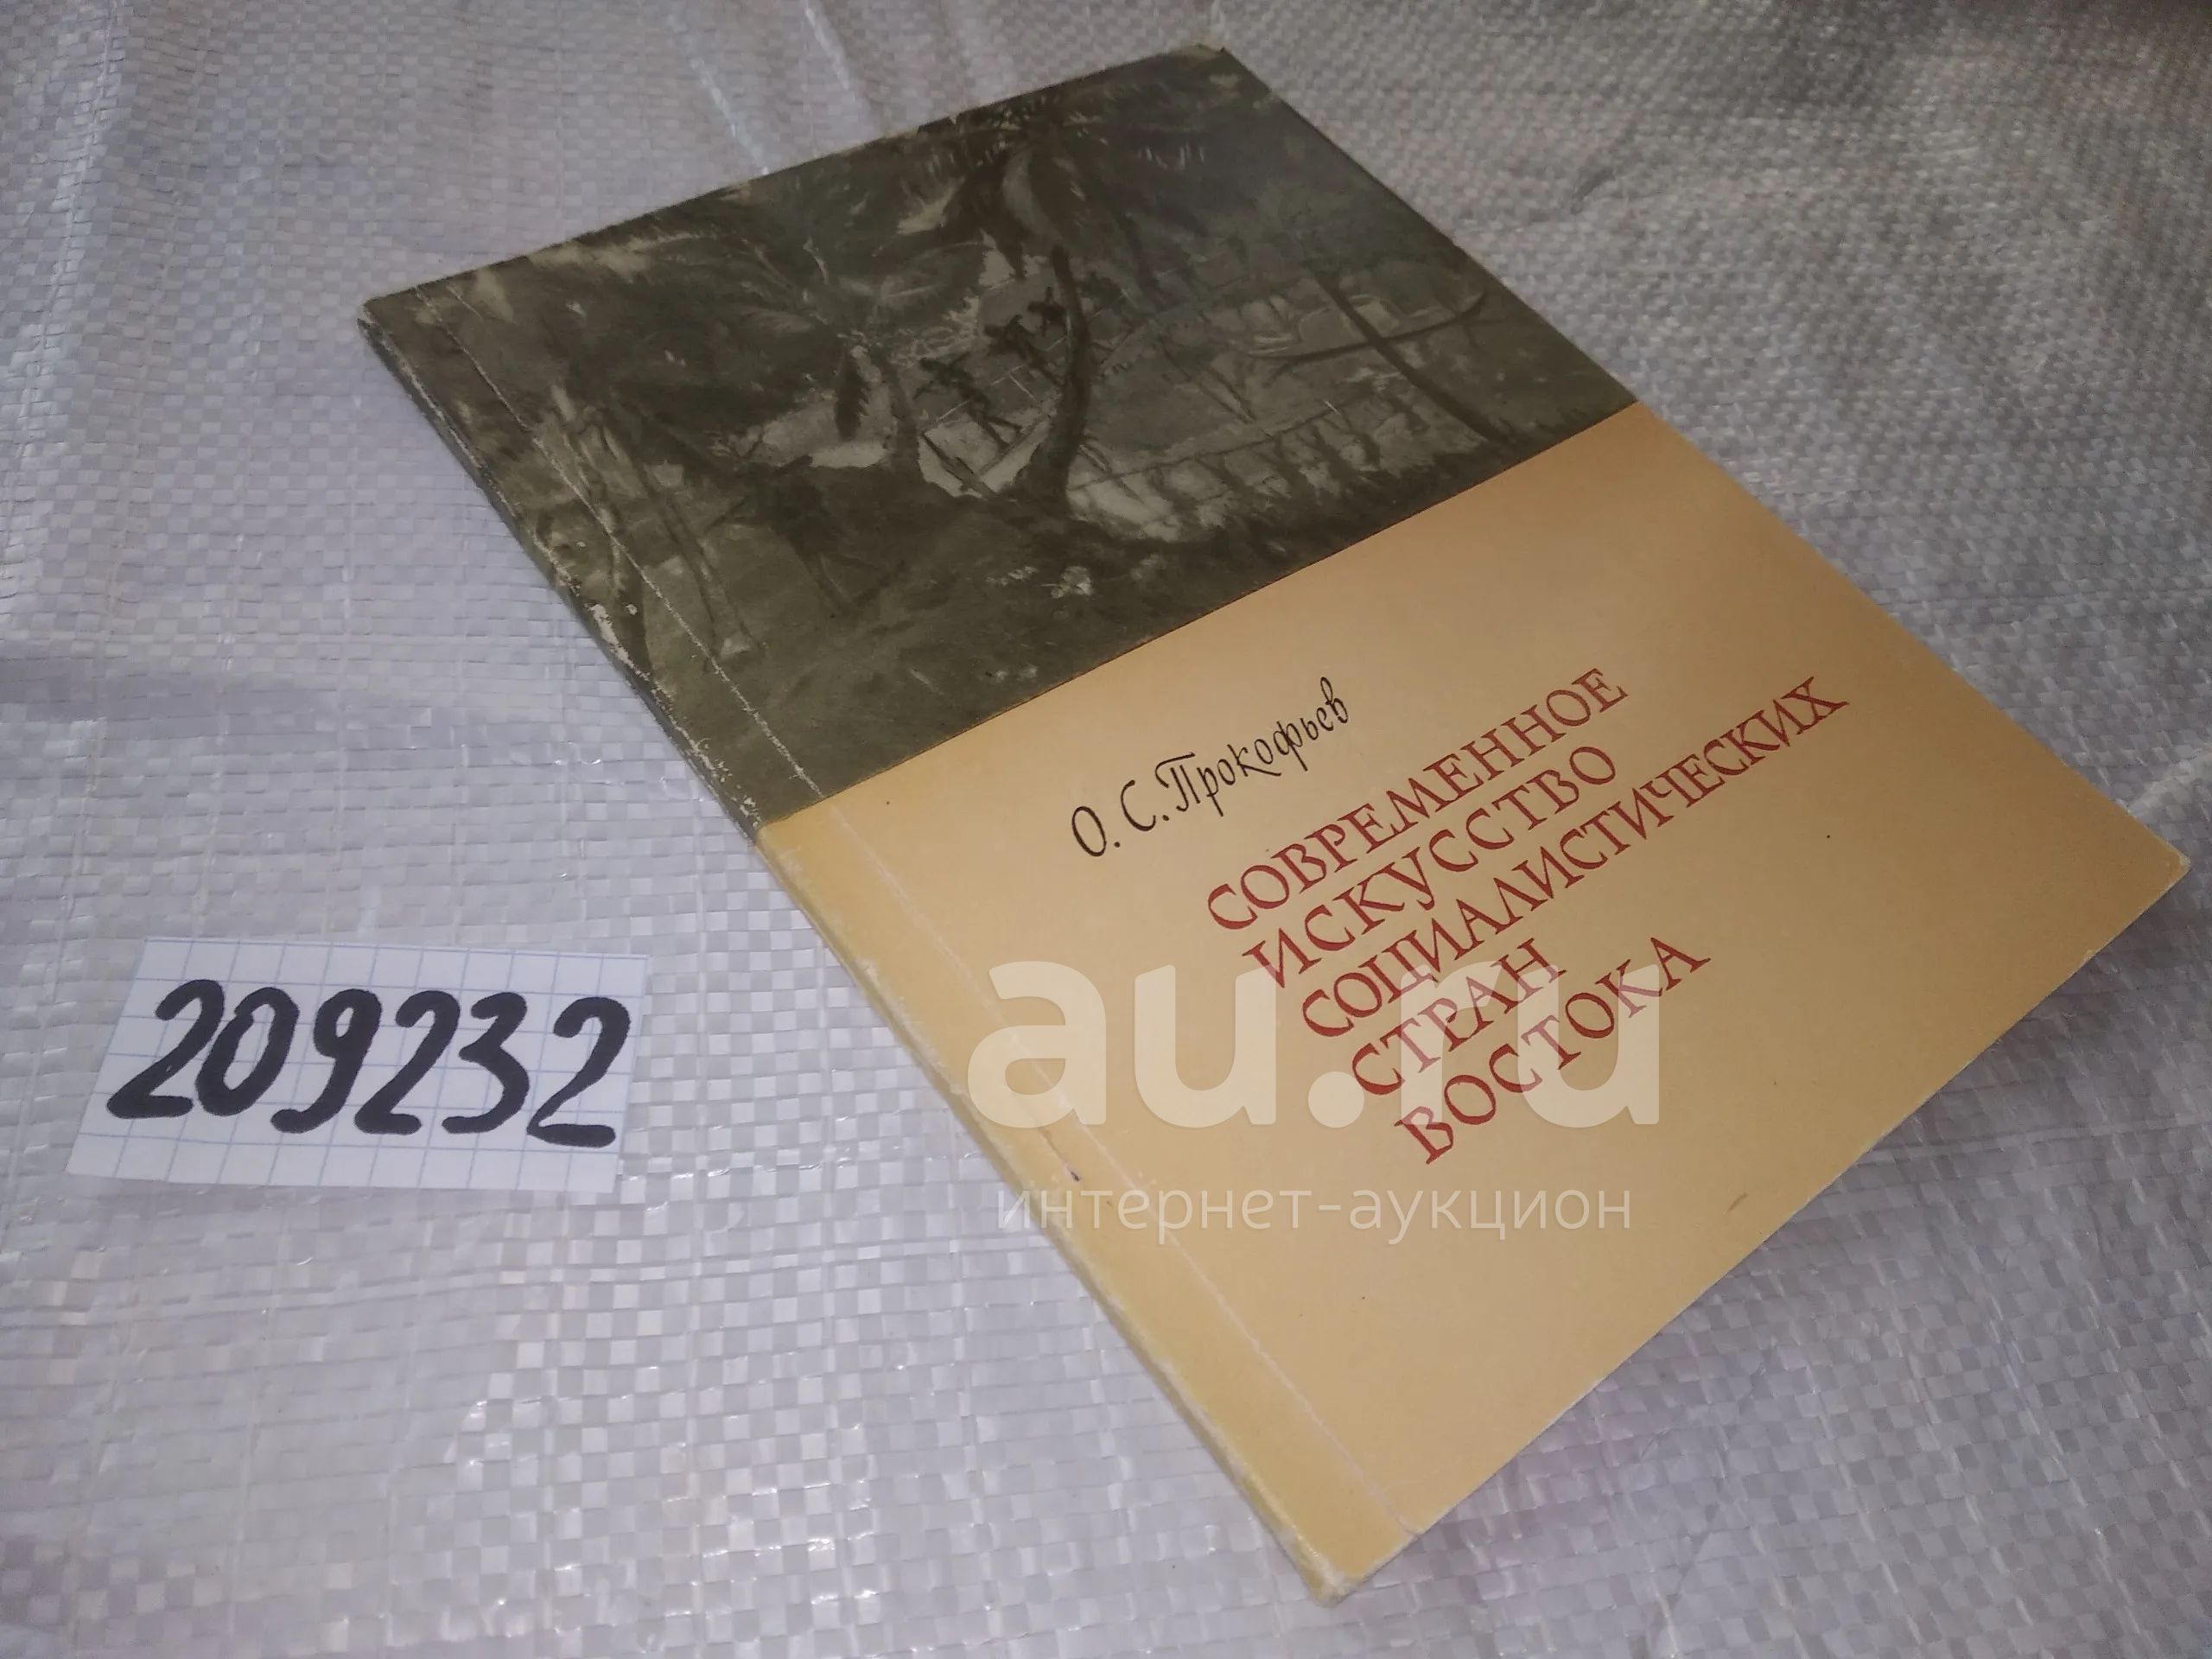 О. С. Прокофьев
СОВРЕМЕННОЕ
ИСКУССТВО
СОЦИАЛИСТИЧЕСКИХ
СТРАН
ВОСТОКА
209232
au.ru
интернет-аукцион